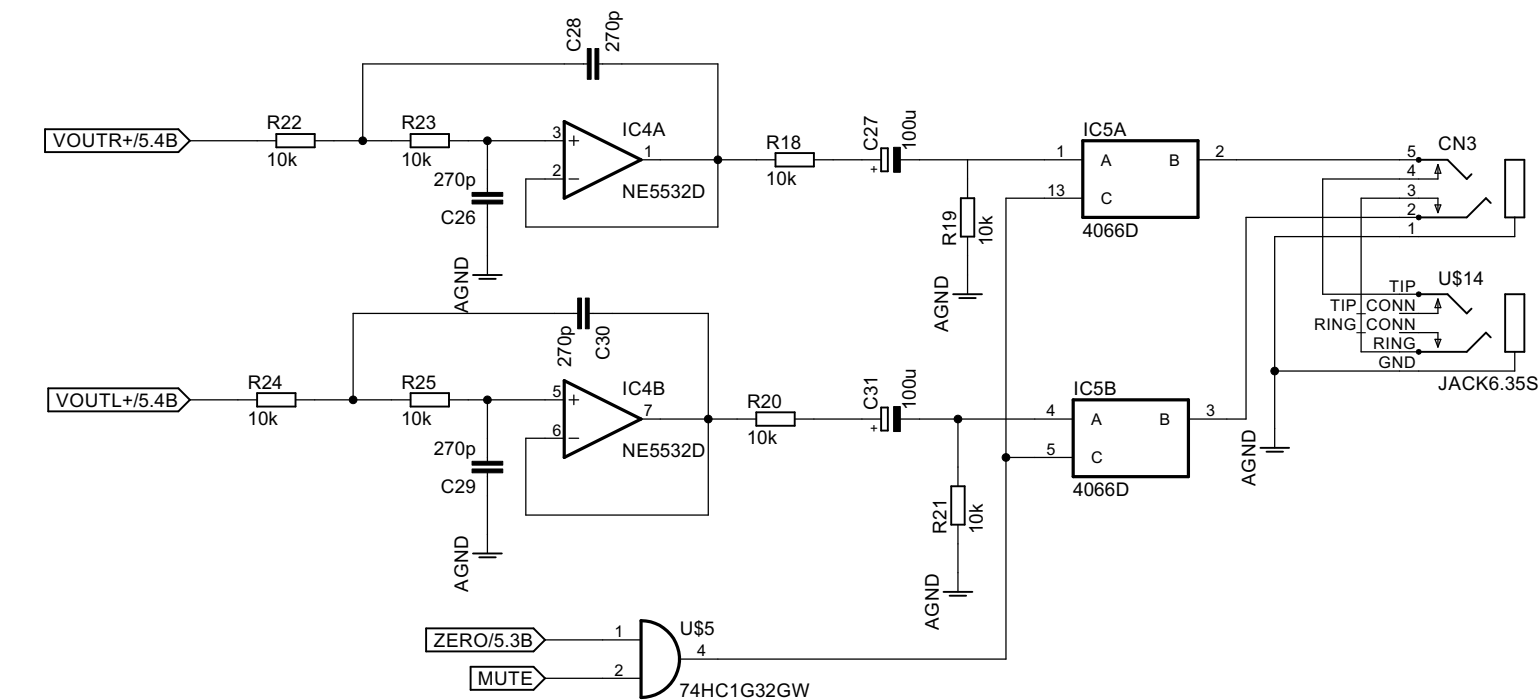 C28
270p
VOUTR+/5.4B
R22
10k
R23
10k
3
+
2
−
1
IC4A
NE5532D
270p
C26
AGND
R18
10k
C27
100u
+
R19
10k
AGND
IC5A
1
A
B
2
13
C
4066D
CN3
5
4
3
2
1
U$14
TIP
TIP_CONN
RING_CONN
RING
GND
JACK6.35S
AGND
270p
C30
VOUTL+/5.4B
R24
10k
R25
10k
5
+
6
−
7
IC4B
NE5532D
270p
C29
AGND
R20
10k
C31
100u
+
R21
10k
AGND
IC5B
4
A
B
3
5
C
4066D
ZERO/5.3B
1
MUTE
2
U$5
4
74HC1G32GW